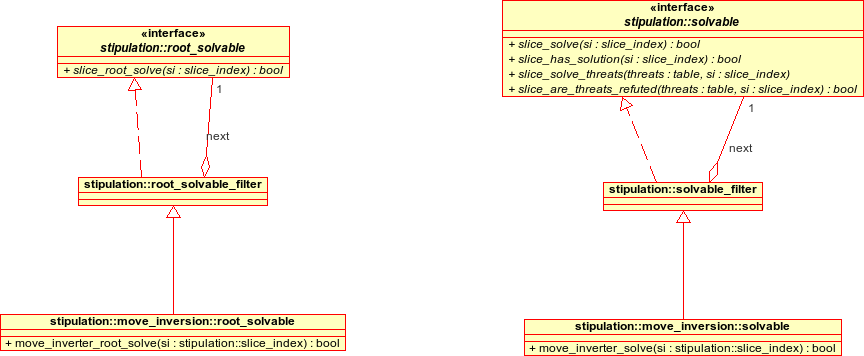 «interface»
stipulation::root_solvable
+ slice_root_solve(si : slice_index) : bool
1
next
stipulation::root_solvable_filter
stipulation::move_inversion::root_solvable
+ move_inverter_root_solve(si : stipulation::slice_index) : bool
«interface»
stipulation::solvable
+ slice_solve(si : slice_index) : bool
+ slice_has_solution(si : slice_index) : bool
+ slice_solve_threats(threats : table, si : slice_index)
+ slice_are_threats_refuted(threats : table, si : slice_index) : bool
1
next
stipulation::solvable_filter
stipulation::move_inversion::solvable
+ move_inverter_solve(si : stipulation::slice_index) : bool